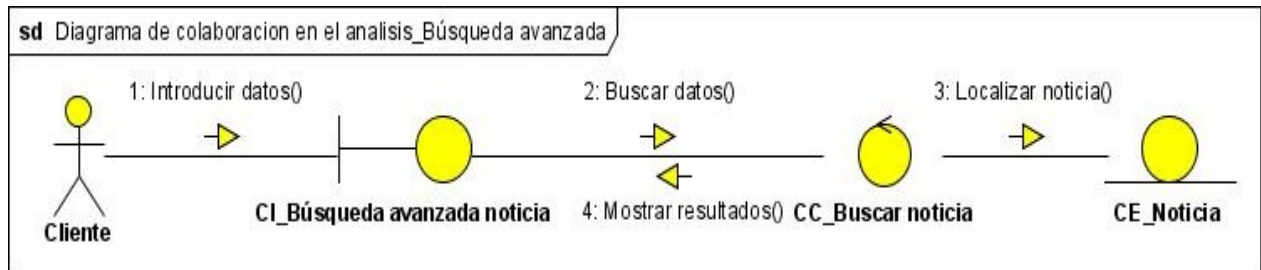 sd Diagrama de colaboracion en el analisis_Búsqueda avanzada
1: Introducir datos()
2: Buscar datos()
3: Localizar noticia()
Cliente
CI_Búsqueda avanzada noticia
4: Mostrar resultados()
CC_Buscar noticia
CE_Noticia